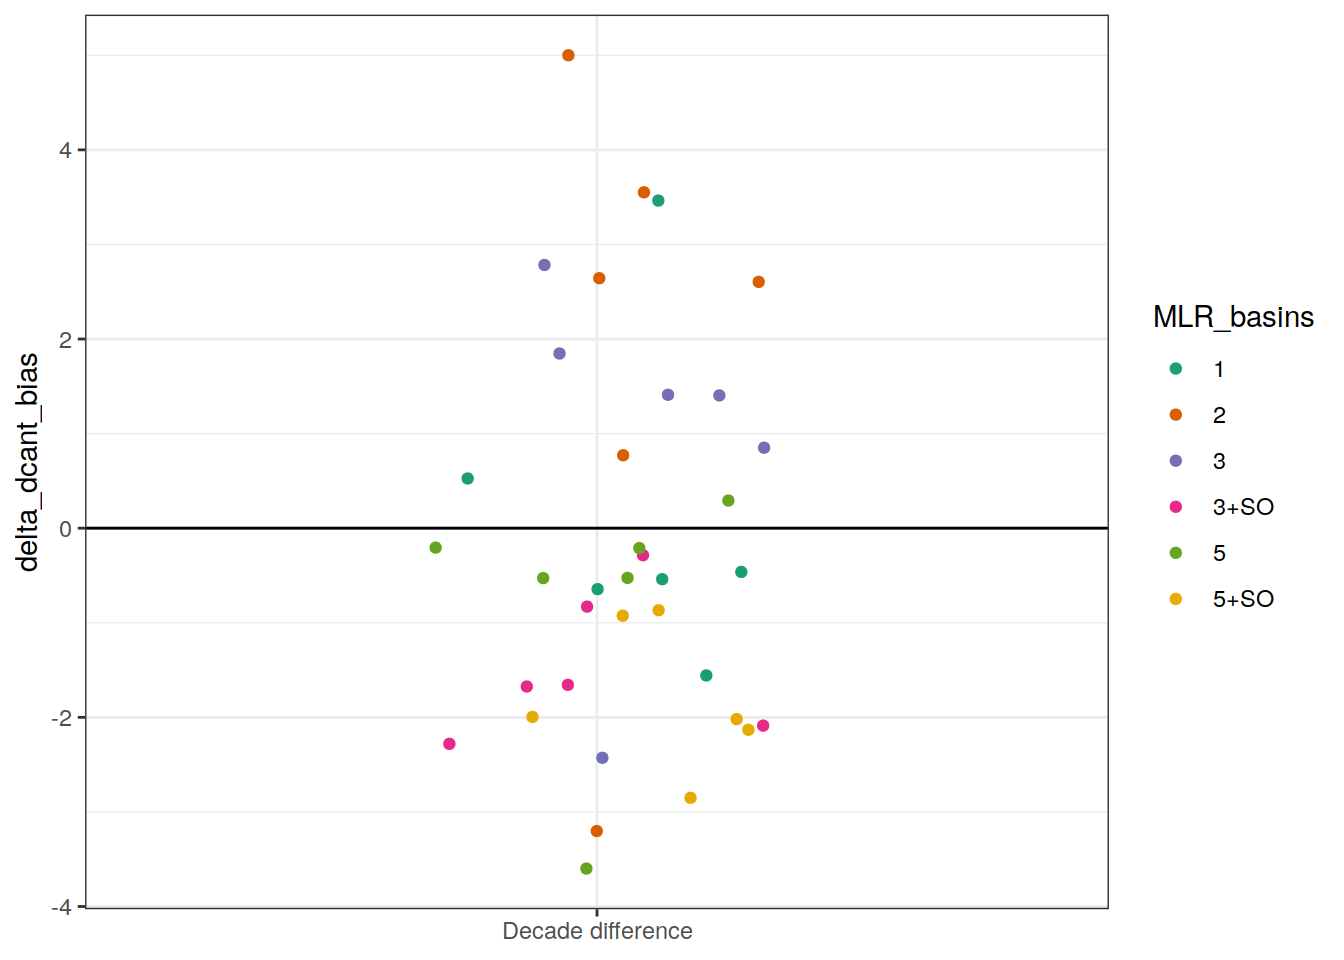 delta_dcant_bias
4
2
0
-2
-4
Decade difference
MLR_basins
1
2
3
3+SO
5
5+SO